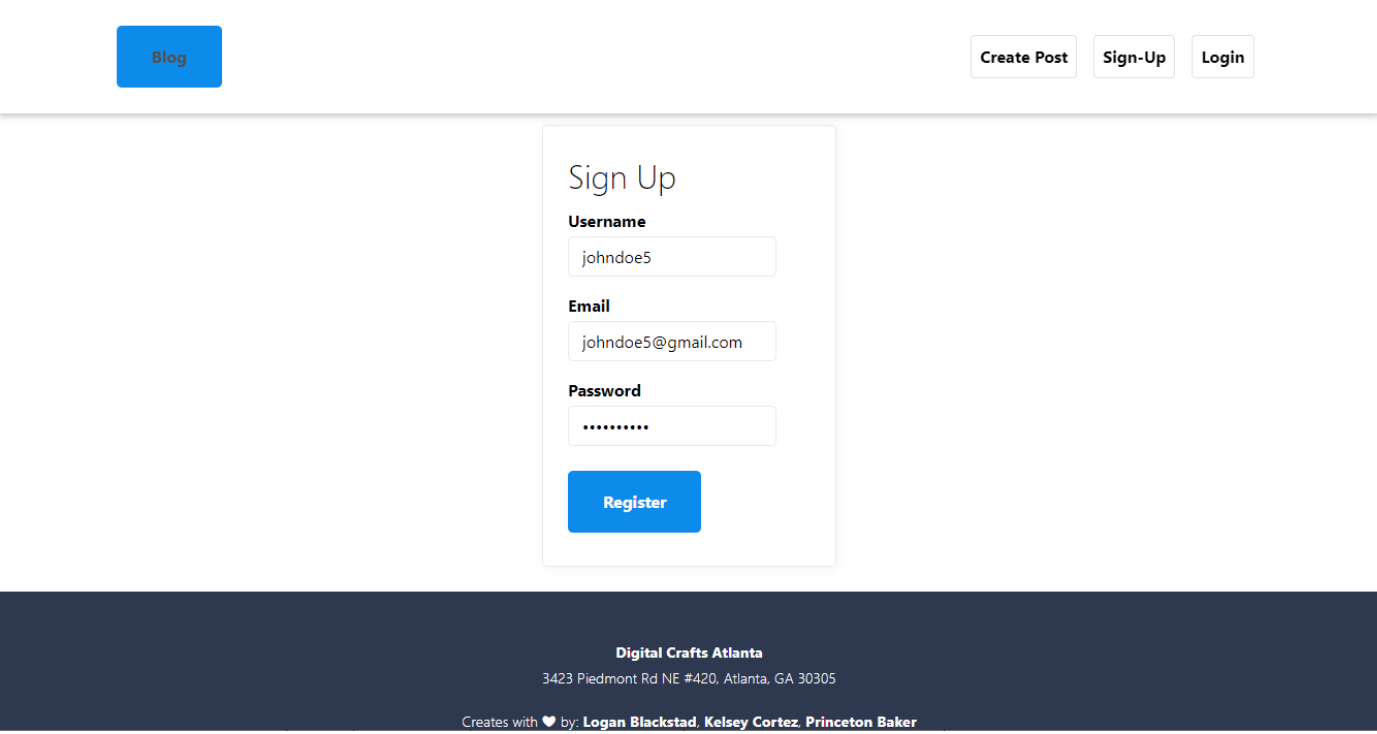 Blog
Create Post Sign-Up Login
Sign Up
Username
johndoe5
Email
johndoe5@gmail.com
Password
••••••••••
Register
Digital Crafts Atlanta
3423 Piedmont Rd NE #420, Atlanta, GA 30305
Creates with ♥ by: Logan Blackstad, Kelsey Cortez, Princeton Baker